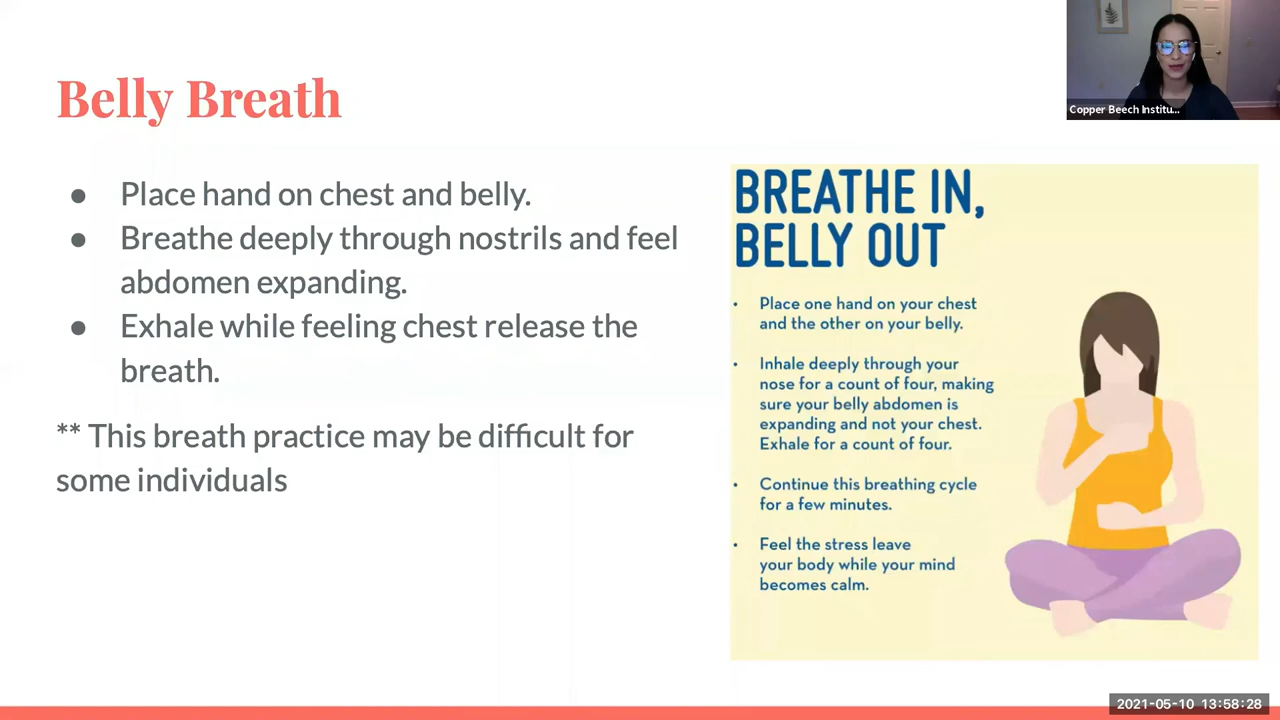 Belly Breath
● Place hand on chest and belly.
● Breathe deeply through nostrils and feel
abdomen expanding.
● Exhale while feeling chest release the
breath.
** This breath practice may be difficult for
some individuals
Copper Beech Institu...
BREATHE IN,
BELLY OUT
• Place one hand on your chest
and the other on your belly.
• Inhale deeply through your
nose for a count of four, making
sure your belly abdomen is
expanding and not your chest.
Exhale for a count of four.
• Continue this breathing cycle
for a few minutes.
• Feel the stress leave
your body while your mind
becomes calm.
2021-05-10 13:58:28